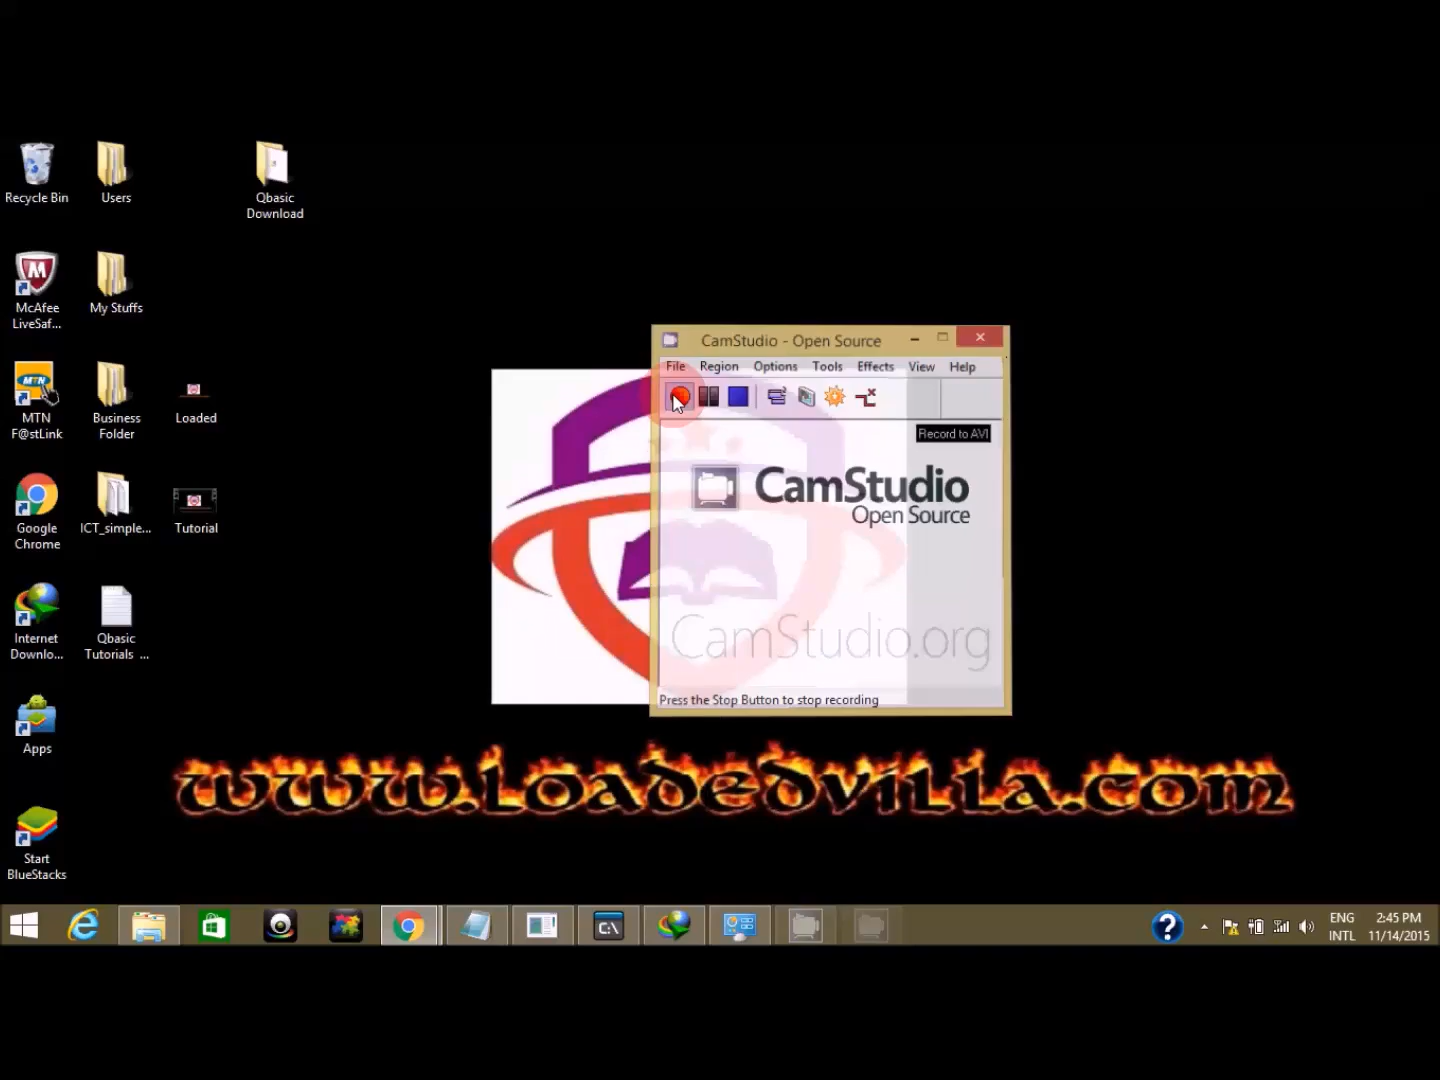 Recycle Bin
Users
Qbasic
Download
McAfee
LiveSaf...
My Stuffs
MTN
MTN
F@stLink
Business
Folder
Loaded
Google
Chrome
ICT_simple...
Tutorial
Internet
Downlo...
Qbasic
Tutorials ...
Apps
Start
BlueStacks
CamStudio - Open Source
File Region Options Tools Effects View Help
Record to AVI
CamStudio
Open Source
CamStudio.org
Press the Stop Button to stop recording
www.loadedvilla.com
C:\
ENG
INTL
2:45 PM
11/14/2015